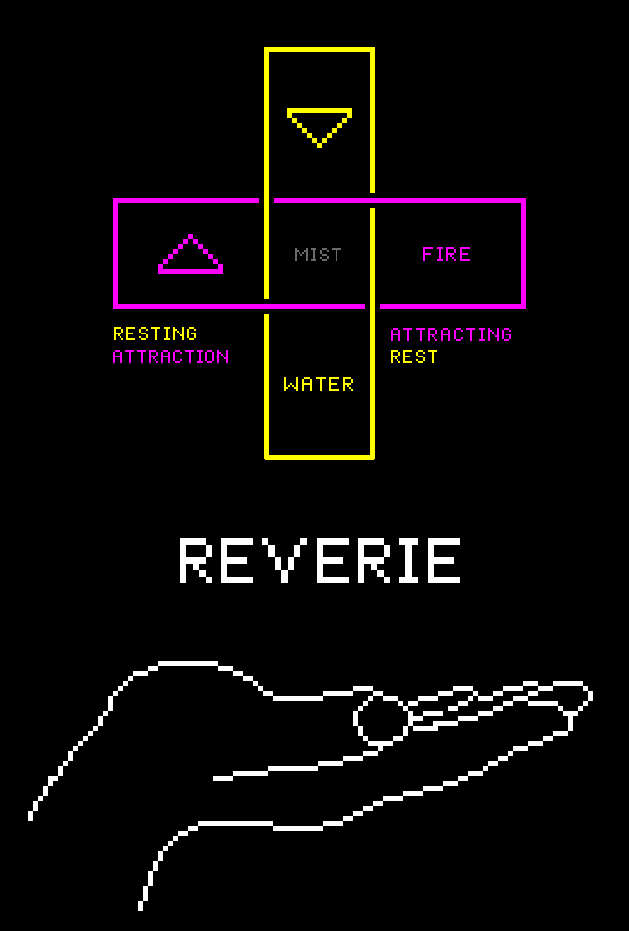 MIST
FIRE
RESTING
ATTRACTION
ATTRACTING
REST
WATER
REVERIE